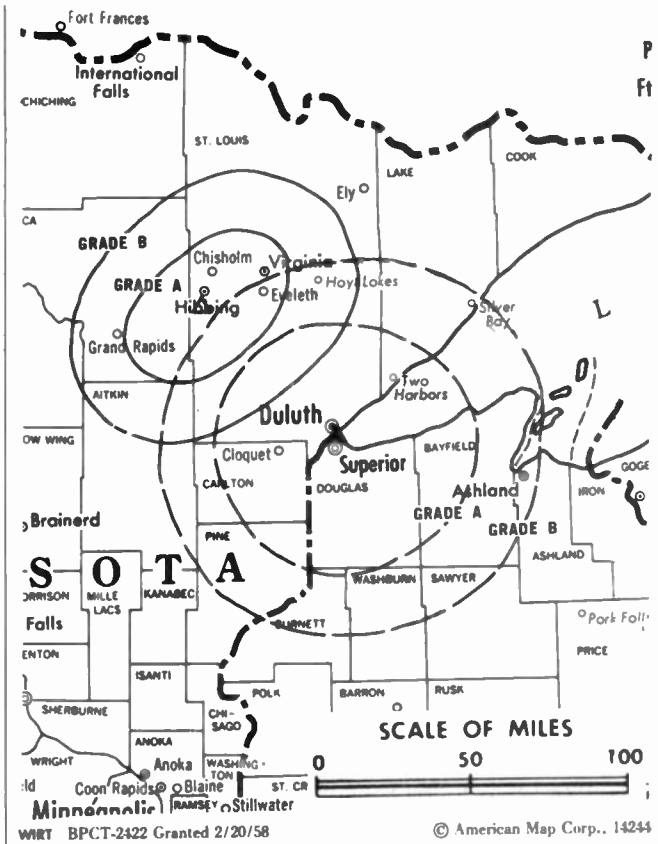 Fort Frances
International
Falls
P
Ft
CHICHING
ST. LOUIS
LAKE
COOK
Ely
CA
GRADE B
GRADE A
Chisholm
Virginia
Hoyt Lakes
Hibbing
Eveleth
Silver
Bay
L
Grand Rapids
Two
Harbors
AITKIN
Duluth
OW WING
Cloquet
Superior
BAYFIELD
GOGE
CARLTON
DOUGLAS
Ashland
IRON
GRADE A
GRADE B
Brainerd
PINE
ASHLAND
S O T A
ORRISON
MILLE
LACS
KANABEC
WASHBURN
SAWYER
Falls
BURNETT
Park Fall
ENTON
PRICE
ISANTI
POLK
BARRON
RUSK
SHERBURNE
CHI-
SAGO
SCALE OF MILES
WRIGHT
ANOKA
WASHING-
TON
0 50 100
Anoka
ld
Coon Rapids
Blaine
ST. CR
Minneapolis
RAMSEY
Stillwater
WIRT BPCT-2422 Granted 2/20/58
© American Map Corp., 14244